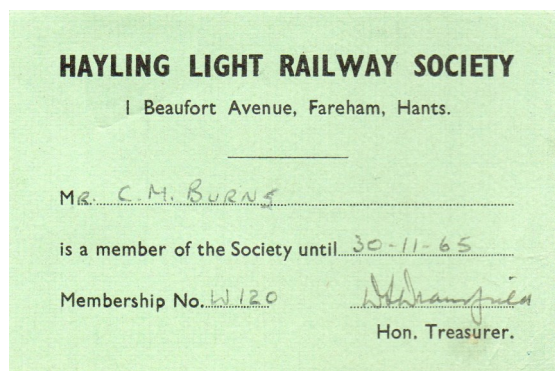 HAYLING LIGHT RAILWAY SOCIETY
1 Beaufort Avenue, Fareham, Hants.
MR. C. M. BURNS
is a member of the Society until 30-11-65
Membership No. W120
Hon. Treasurer.